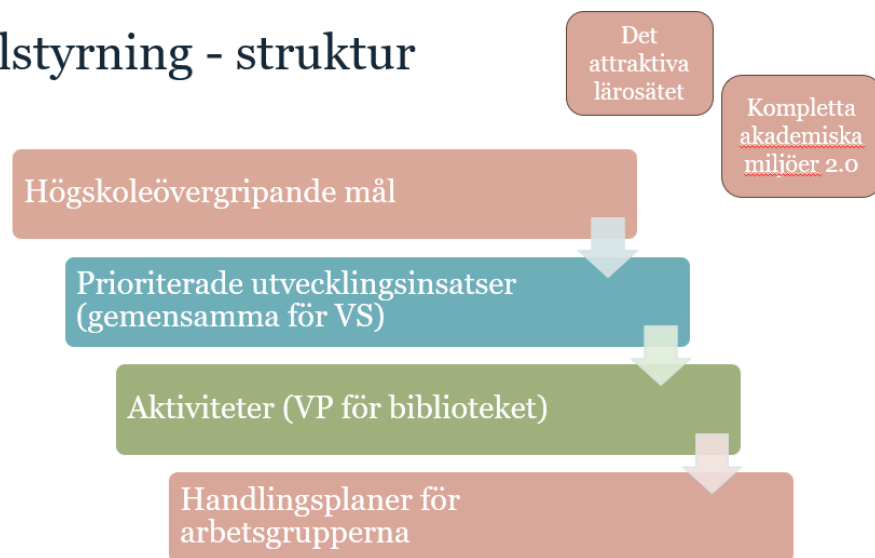 lstyrning - struktur
Det
attraktiva
lärosätet
Kompletta
akademiska
miljöer 2.0
Högskoleövergripande mål
Prioriterade utvecklingsinsatser
(gemensamma för VS)
Aktiviteter (VP för biblioteket)
Handlingsplaner för
arbetsgrupperna